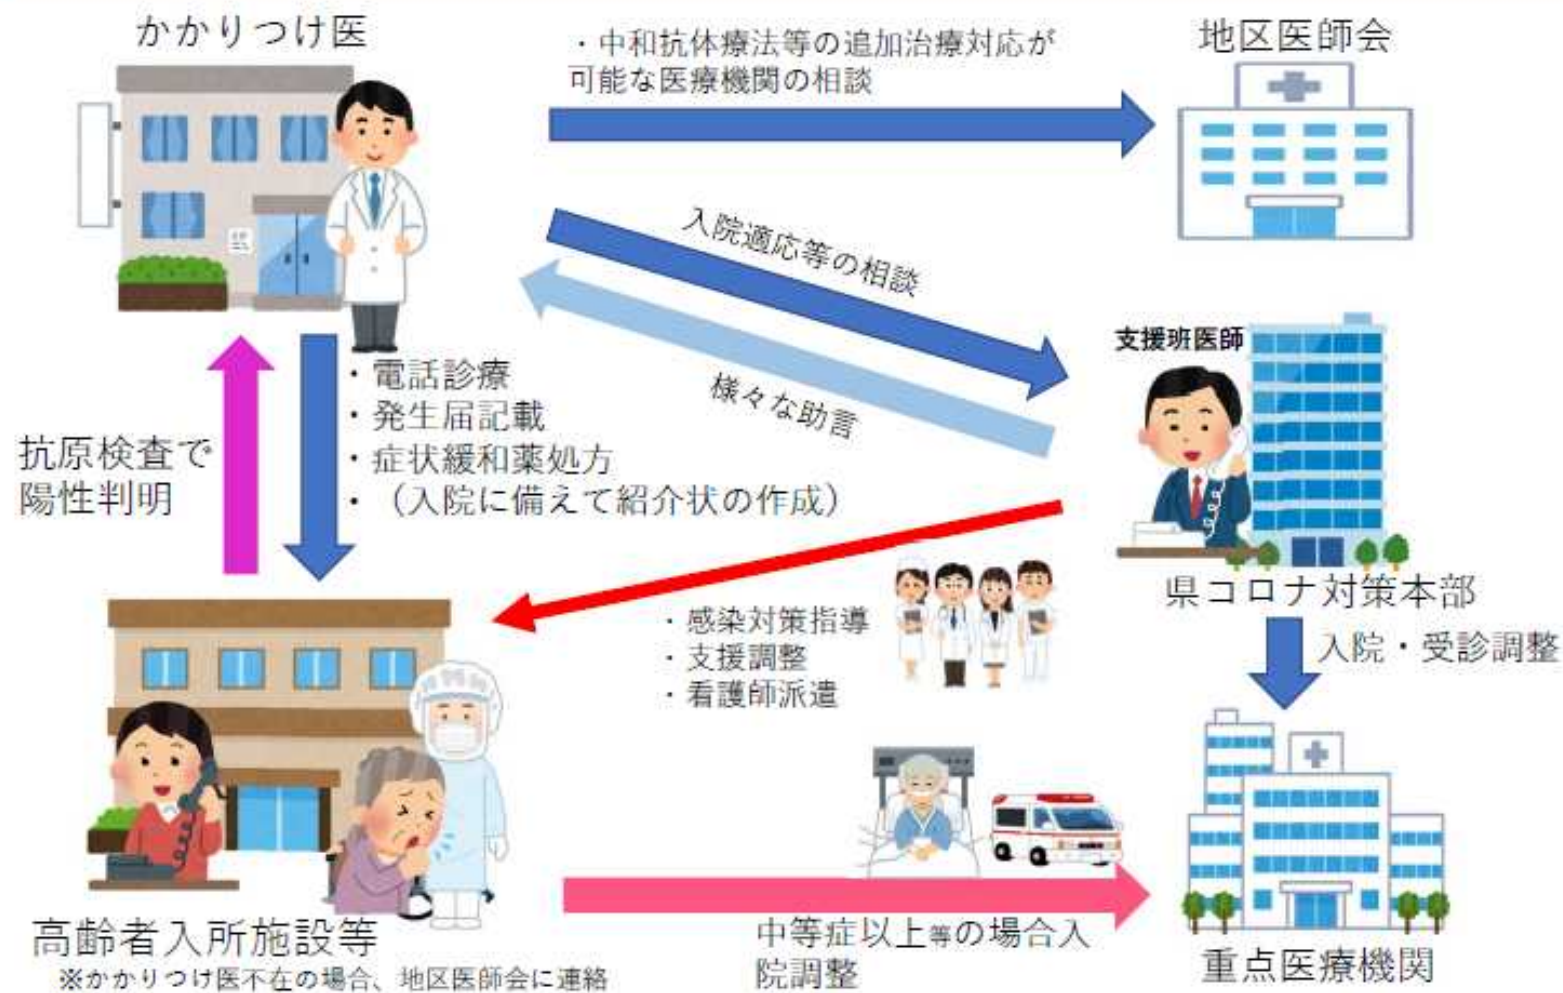 かかりつけ医
・中和抗体療法等の追加治療対応が
可能な医療機関の相談
地区医師会
入院適応等の相談
様々な助言
支援班医師
・電話診療
・発生届記載
・症状緩和薬処方
・（入院に備えて紹介状の作成）
抗原検査で
陽性判明
県コロナ対策本部
・感染対策指導
・支援調整
・看護師派遣
入院・受診調整
高齢者入所施設等
※かかりつけ医不在の場合、地区医師会に連絡
中等症以上等の場合入
院調整
重点医療機関